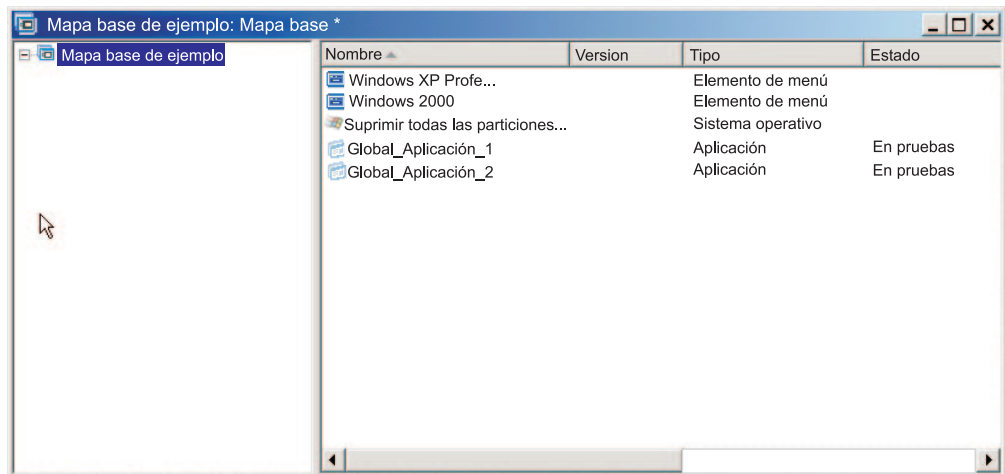 Mapa base de ejemplo: Mapa base *
Mapa base de ejemplo
Nombre Version Tipo Estado
Windows XP Profe... Elemento de menú
Windows 2000 Elemento de menú
Suprimir todas las particiones... Sistema operativo
Global_Aplicación_1 Aplicación En pruebas
Global_Aplicación_2 Aplicación En pruebas